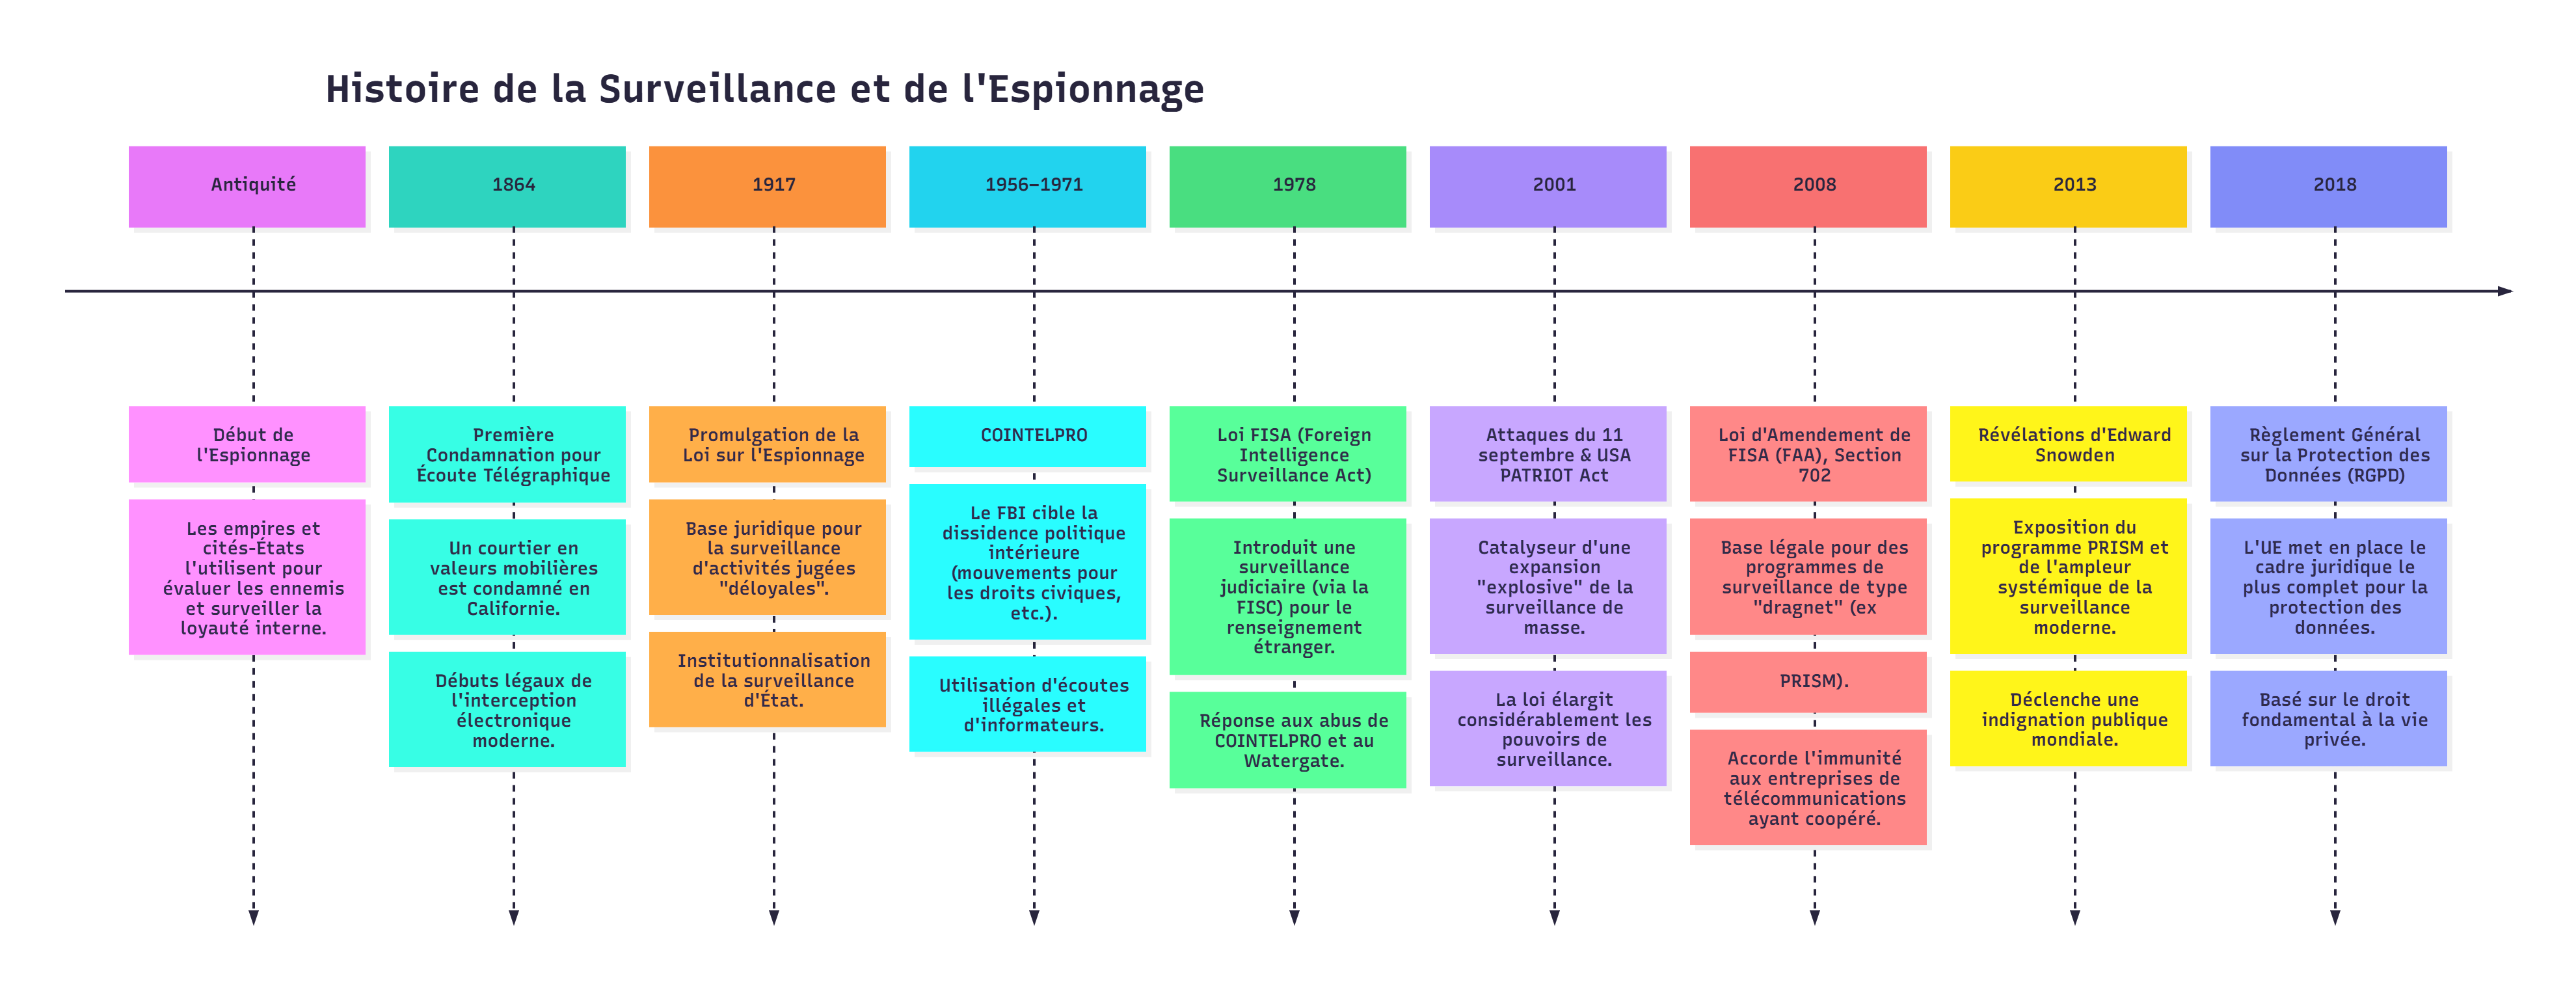 Histoire de la Surveillance et de l'Espionnage
Antiquité
1864
1917
1956–1971
1978
2001
2008
2013
2018
Début de
l'Espionnage
Les empires et
cités-États
l'utilisent pour
évaluer les ennemis
et surveiller la
loyauté interne.
Première
Condamnation pour
Écoute Télégraphique
Un courtier en
valeurs mobilières
est condamné en
Californie.
Débuts légaux de
l'interception
électronique
moderne.
Promulgation de la
Loi sur l'Espionnage
Base juridique pour
la surveillance
d'activités jugées
"déloyales".
Institutionnalisation
de la surveillance
d'État.
COINTELPRO
Le FBI cible la
dissidence politique
intérieure
(mouvements pour
les droits civiques,
etc.).
Utilisation d'écoutes
illégales et
d'informateurs.
Loi FISA (Foreign
Intelligence
Surveillance Act)
Introduit une
surveillance
judiciaire (via la
FISC) pour le
renseignement
étranger.
Réponse aux abus de
COINTELPRO et au
Watergate.
Attaques du 11
septembre & USA
PATRIOT Act
Catalyseur d'une
expansion
"explosive" de la
surveillance de
masse.
La loi élargit
considérablement les
pouvoirs de
surveillance.
Loi d'Amendement de
FISA (FAA), Section
702
Base légale pour des
programmes de
surveillance de type
"dragnet" (ex
PRISM).
Accorde l'immunité
aux entreprises de
télécommunications
ayant coopéré.
Révélations d'Edward
Snowden
Exposition du
programme PRISM et
de l'ampleur
systémique de la
surveillance
moderne.
Déclenche une
indignation publique
mondiale.
Règlement Général
sur la Protection des
Données (RGPD)
L'UE met en place le
cadre juridique le
plus complet pour la
protection des
données.
Basé sur le droit
fondamental à la vie
privée.